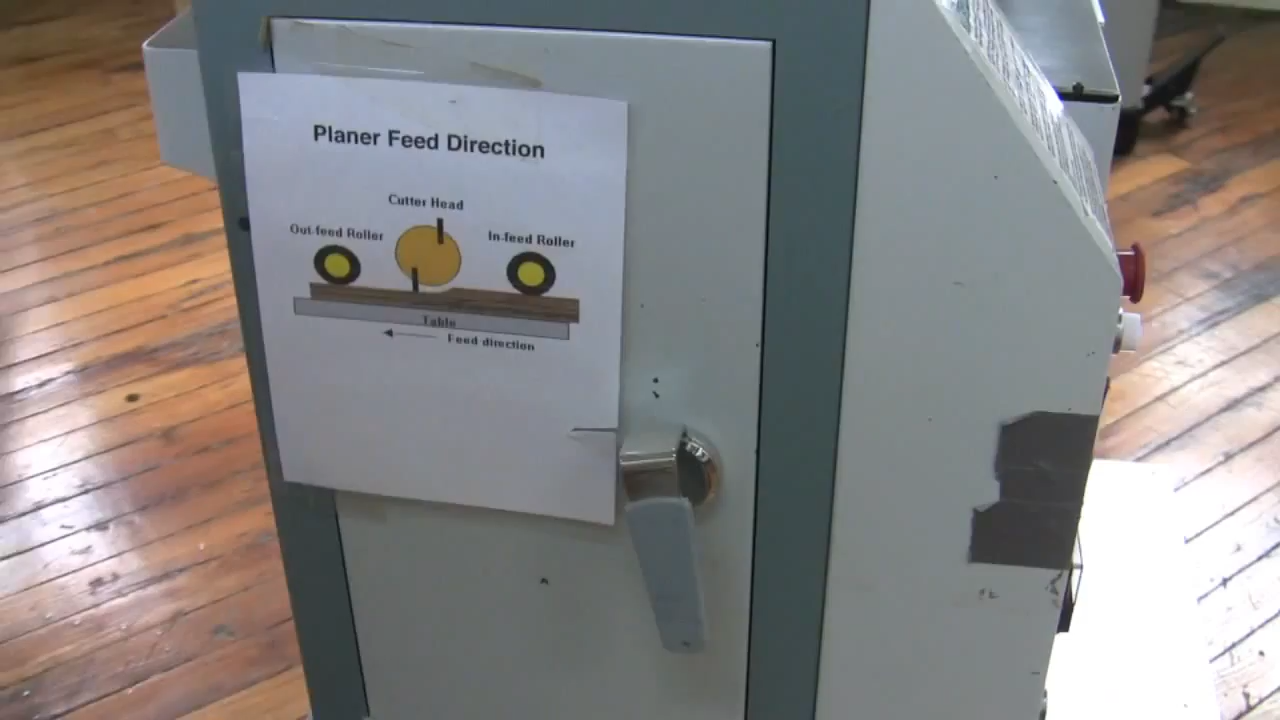 Planer Feed Direction
Cutter Head
Out-feed Roller
In-feed Roller
Table
Feed direction